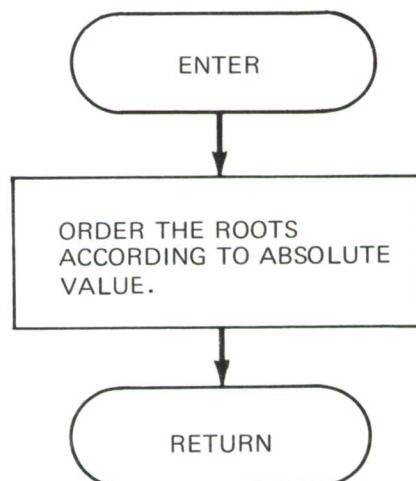 ENTER
ORDER THE ROOTS
ACCORDING TO ABSOLUTE
VALUE.
RETURN